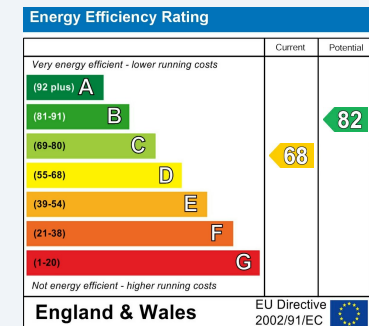 Energy Efficiency Rating
Current Potential
Very energy efficient - lower running costs
(92 plus) A
(81-91) B
82
(69-80) C
68
(55-68) D
(39-54) E
(21-38) F
(1-20) G
Not energy efficient - higher running costs
England & Wales
EU Directive
2002/91/EC